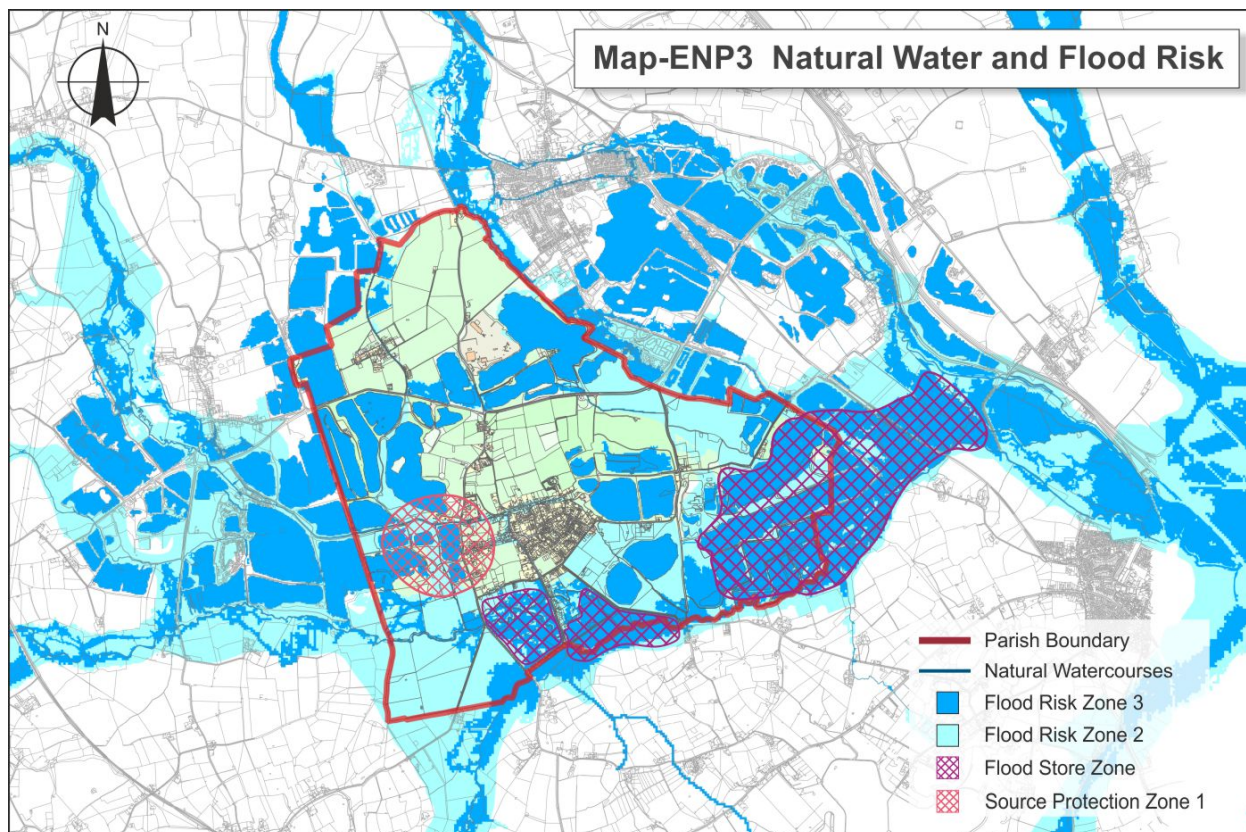 N
Map-ENP3 Natural Water and Flood Risk
Parish Boundary
Natural Watercourses
Flood Risk Zone 3
Flood Risk Zone 2
Flood Store Zone
Source Protection Zone 1